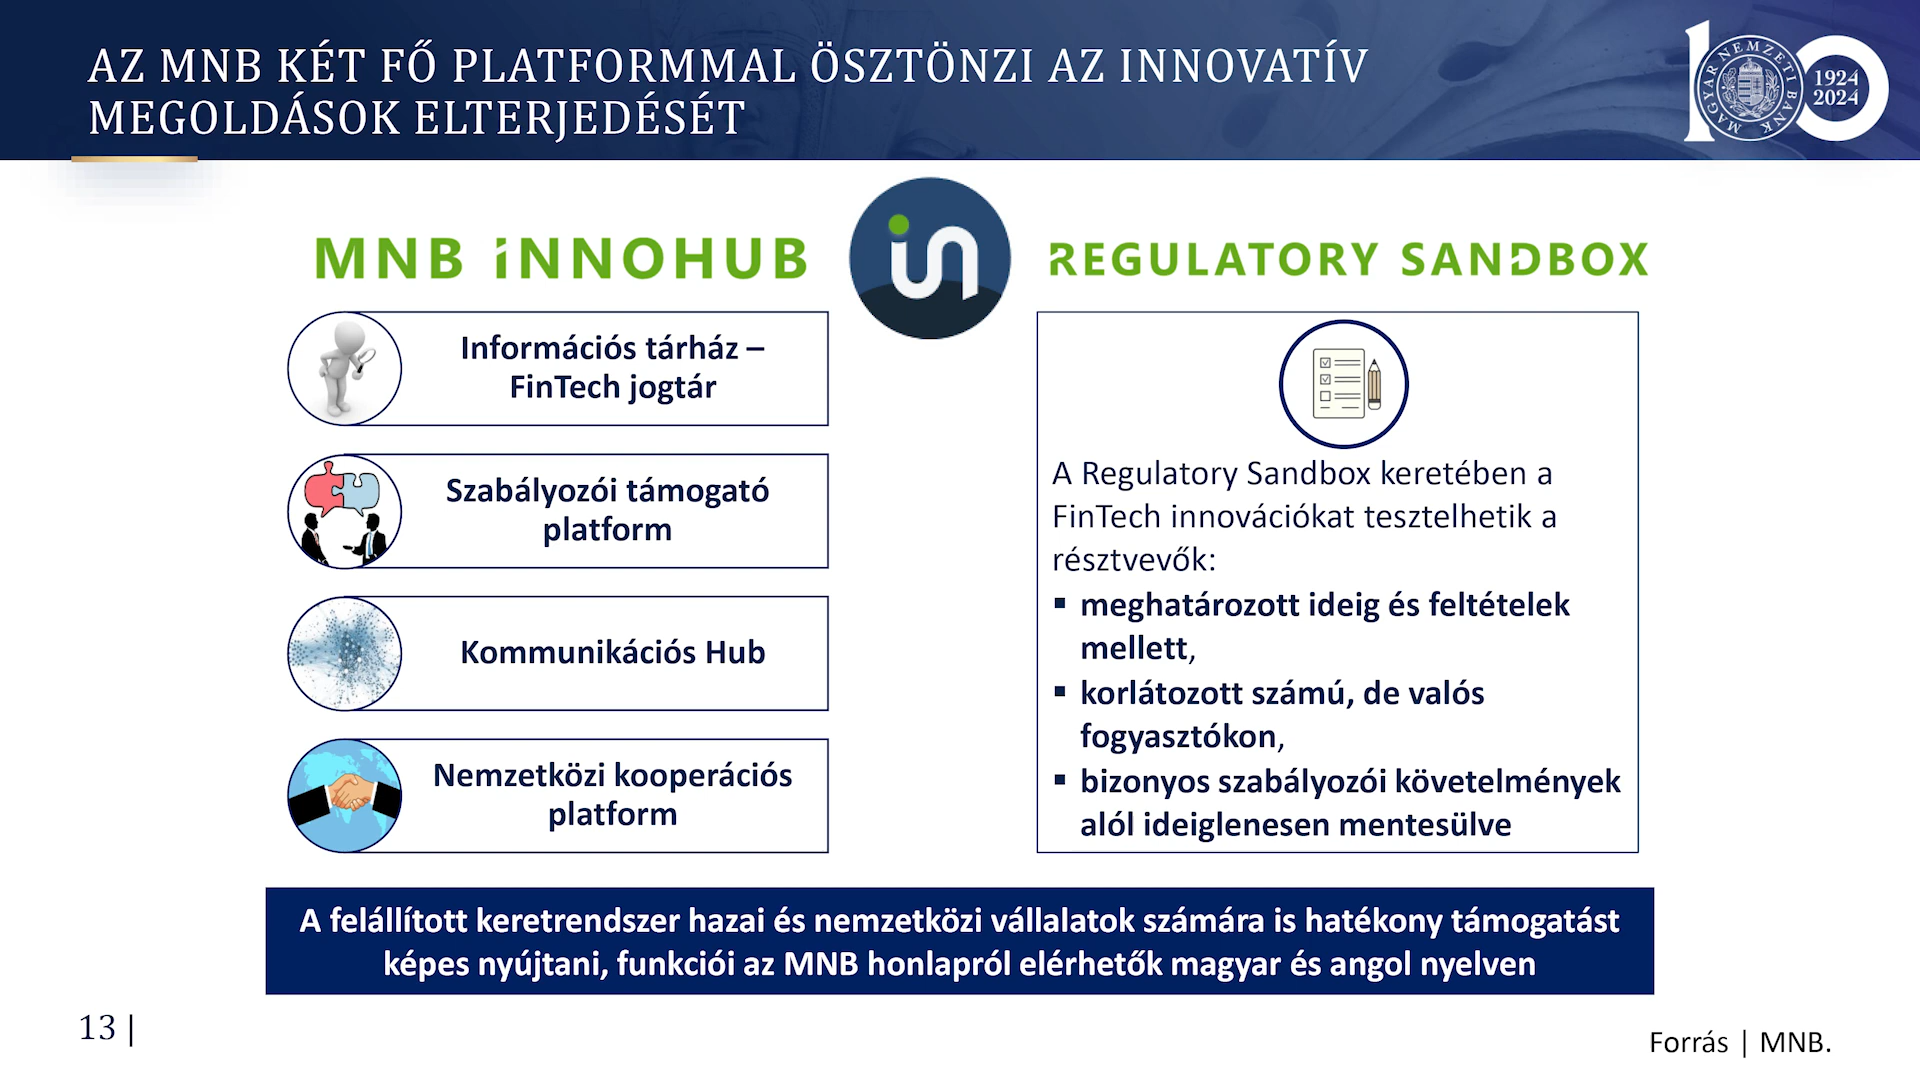 AZ MNB KÉT FŐ PLATFORMMAL ÖSZTÖNZI AZ INNOVATÍV
MEGOLDÁSOK ELTERJEDÉSÉT
MAGYAR NEMZETI BANK
1924
2024
MNB INNOHUB
in
REGULATORY SANDBOX
Információs tárház –
FinTech jogtár
Szabályozói támogató
platform
Kommunikációs Hub
Nemzetközi kooperációs
platform
A Regulatory Sandbox keretében a
FinTech innovációkat tesztelhetik a
résztvevők:
▪ meghatározott ideig és feltételek
mellett,
▪ korlátozott számú, de valós
fogyasztókon,
▪ bizonyos szabályozói követelmények
alól ideiglenesen mentesülve
A felállított keretrendszer hazai és nemzetközi vállalatok számára is hatékony támogatást
képes nyújtani, funkciói az MNB honlapról elérhetők magyar és angol nyelven
13 |
Forrás | MNB.